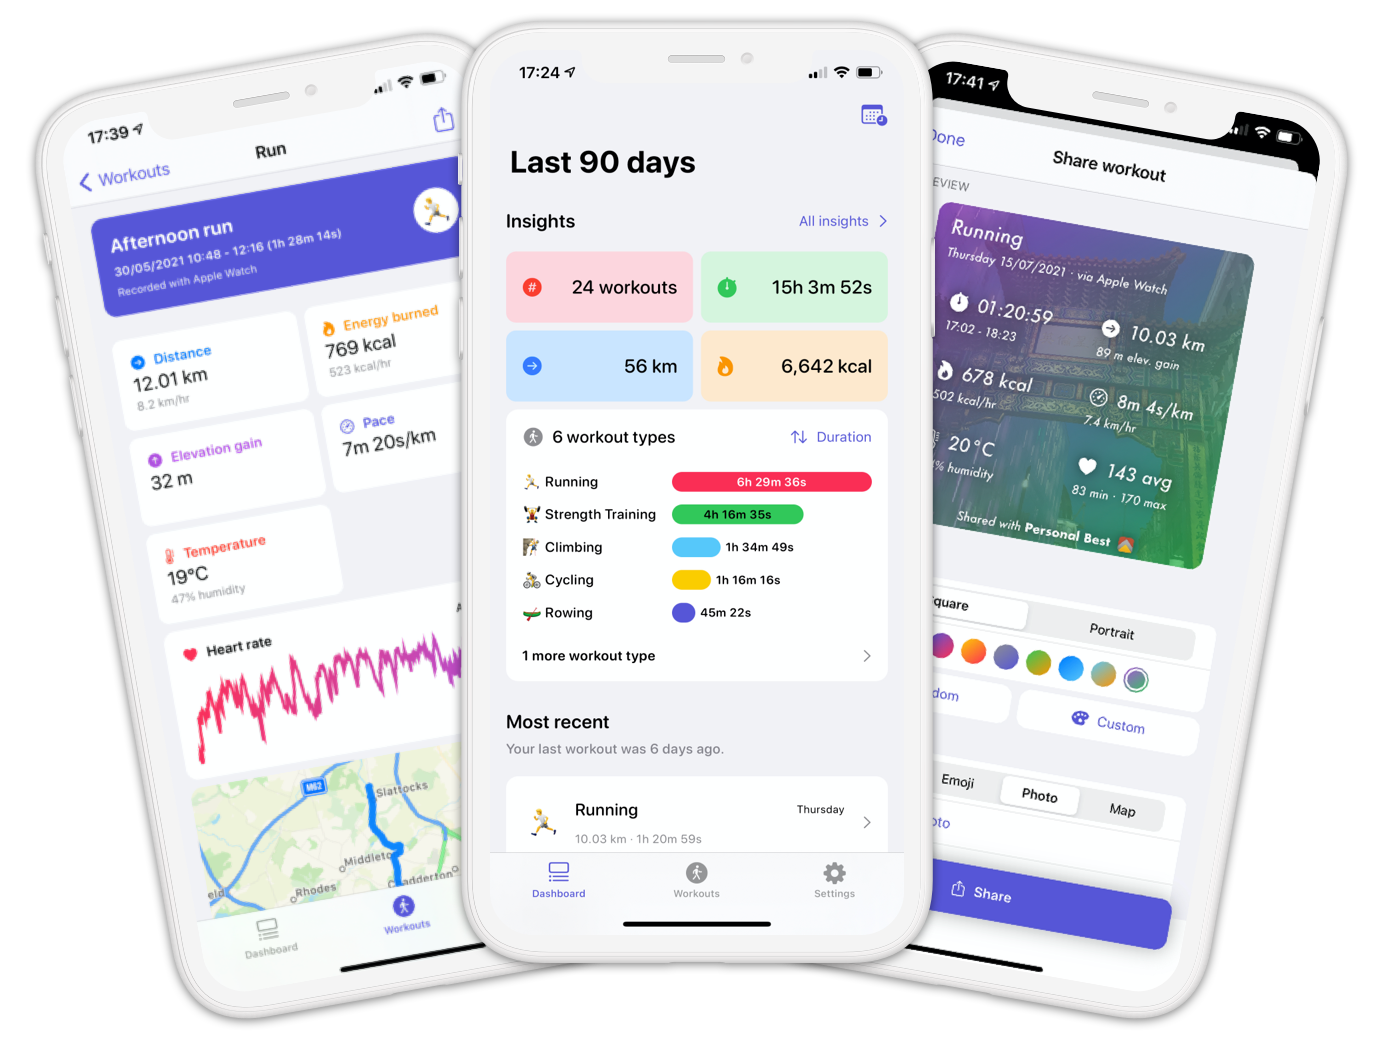 17:39
Workouts
Run
Afternoon run
30/05/2021 10:48 - 12:16 (1h 28m 14s)
Recorded with Apple Watch
Distance
12.01 km
8.2 km/hr
Energy burned
769 kcal
523 kcal/hr
Elevation gain
32 m
Pace
7m 20s/km
Temperature
19°C
47% humidity
Heart rate
M62
Slattocks
Middleto
Chadderton
Rhodes
eld
Dashboard
Workouts
17:24
Last 90 days
Insights
All insights
# 24 workouts
15h 3m 52s
56 km
6,642 kcal
6 workout types
Duration
Running
6h 29m 36s
Strength Training
4h 16m 35s
Climbing
1h 34m 49s
Cycling
1h 16m 16s
Rowing
45m 22s
1 more workout type
Most recent
Your last workout was 6 days ago.
Running
Thursday
10.03 km · 1h 20m 59s
Dashboard
Workouts
Settings
17:41
Done
Share workout
EVIEW
Running
Thursday 15/07/2021 · via Apple Watch
01:20:59
17:02 - 18:23
10.03 km
89 m elev. gain
678 kcal
502 kcal/hr
8m 4s/km
7.4 km/hr
20°C
% humidity
143 avg
83 min · 170 max
Shared with Personal Best
quare
Portrait
dom
Custom
Emoji
Photo
Map
oto
Share